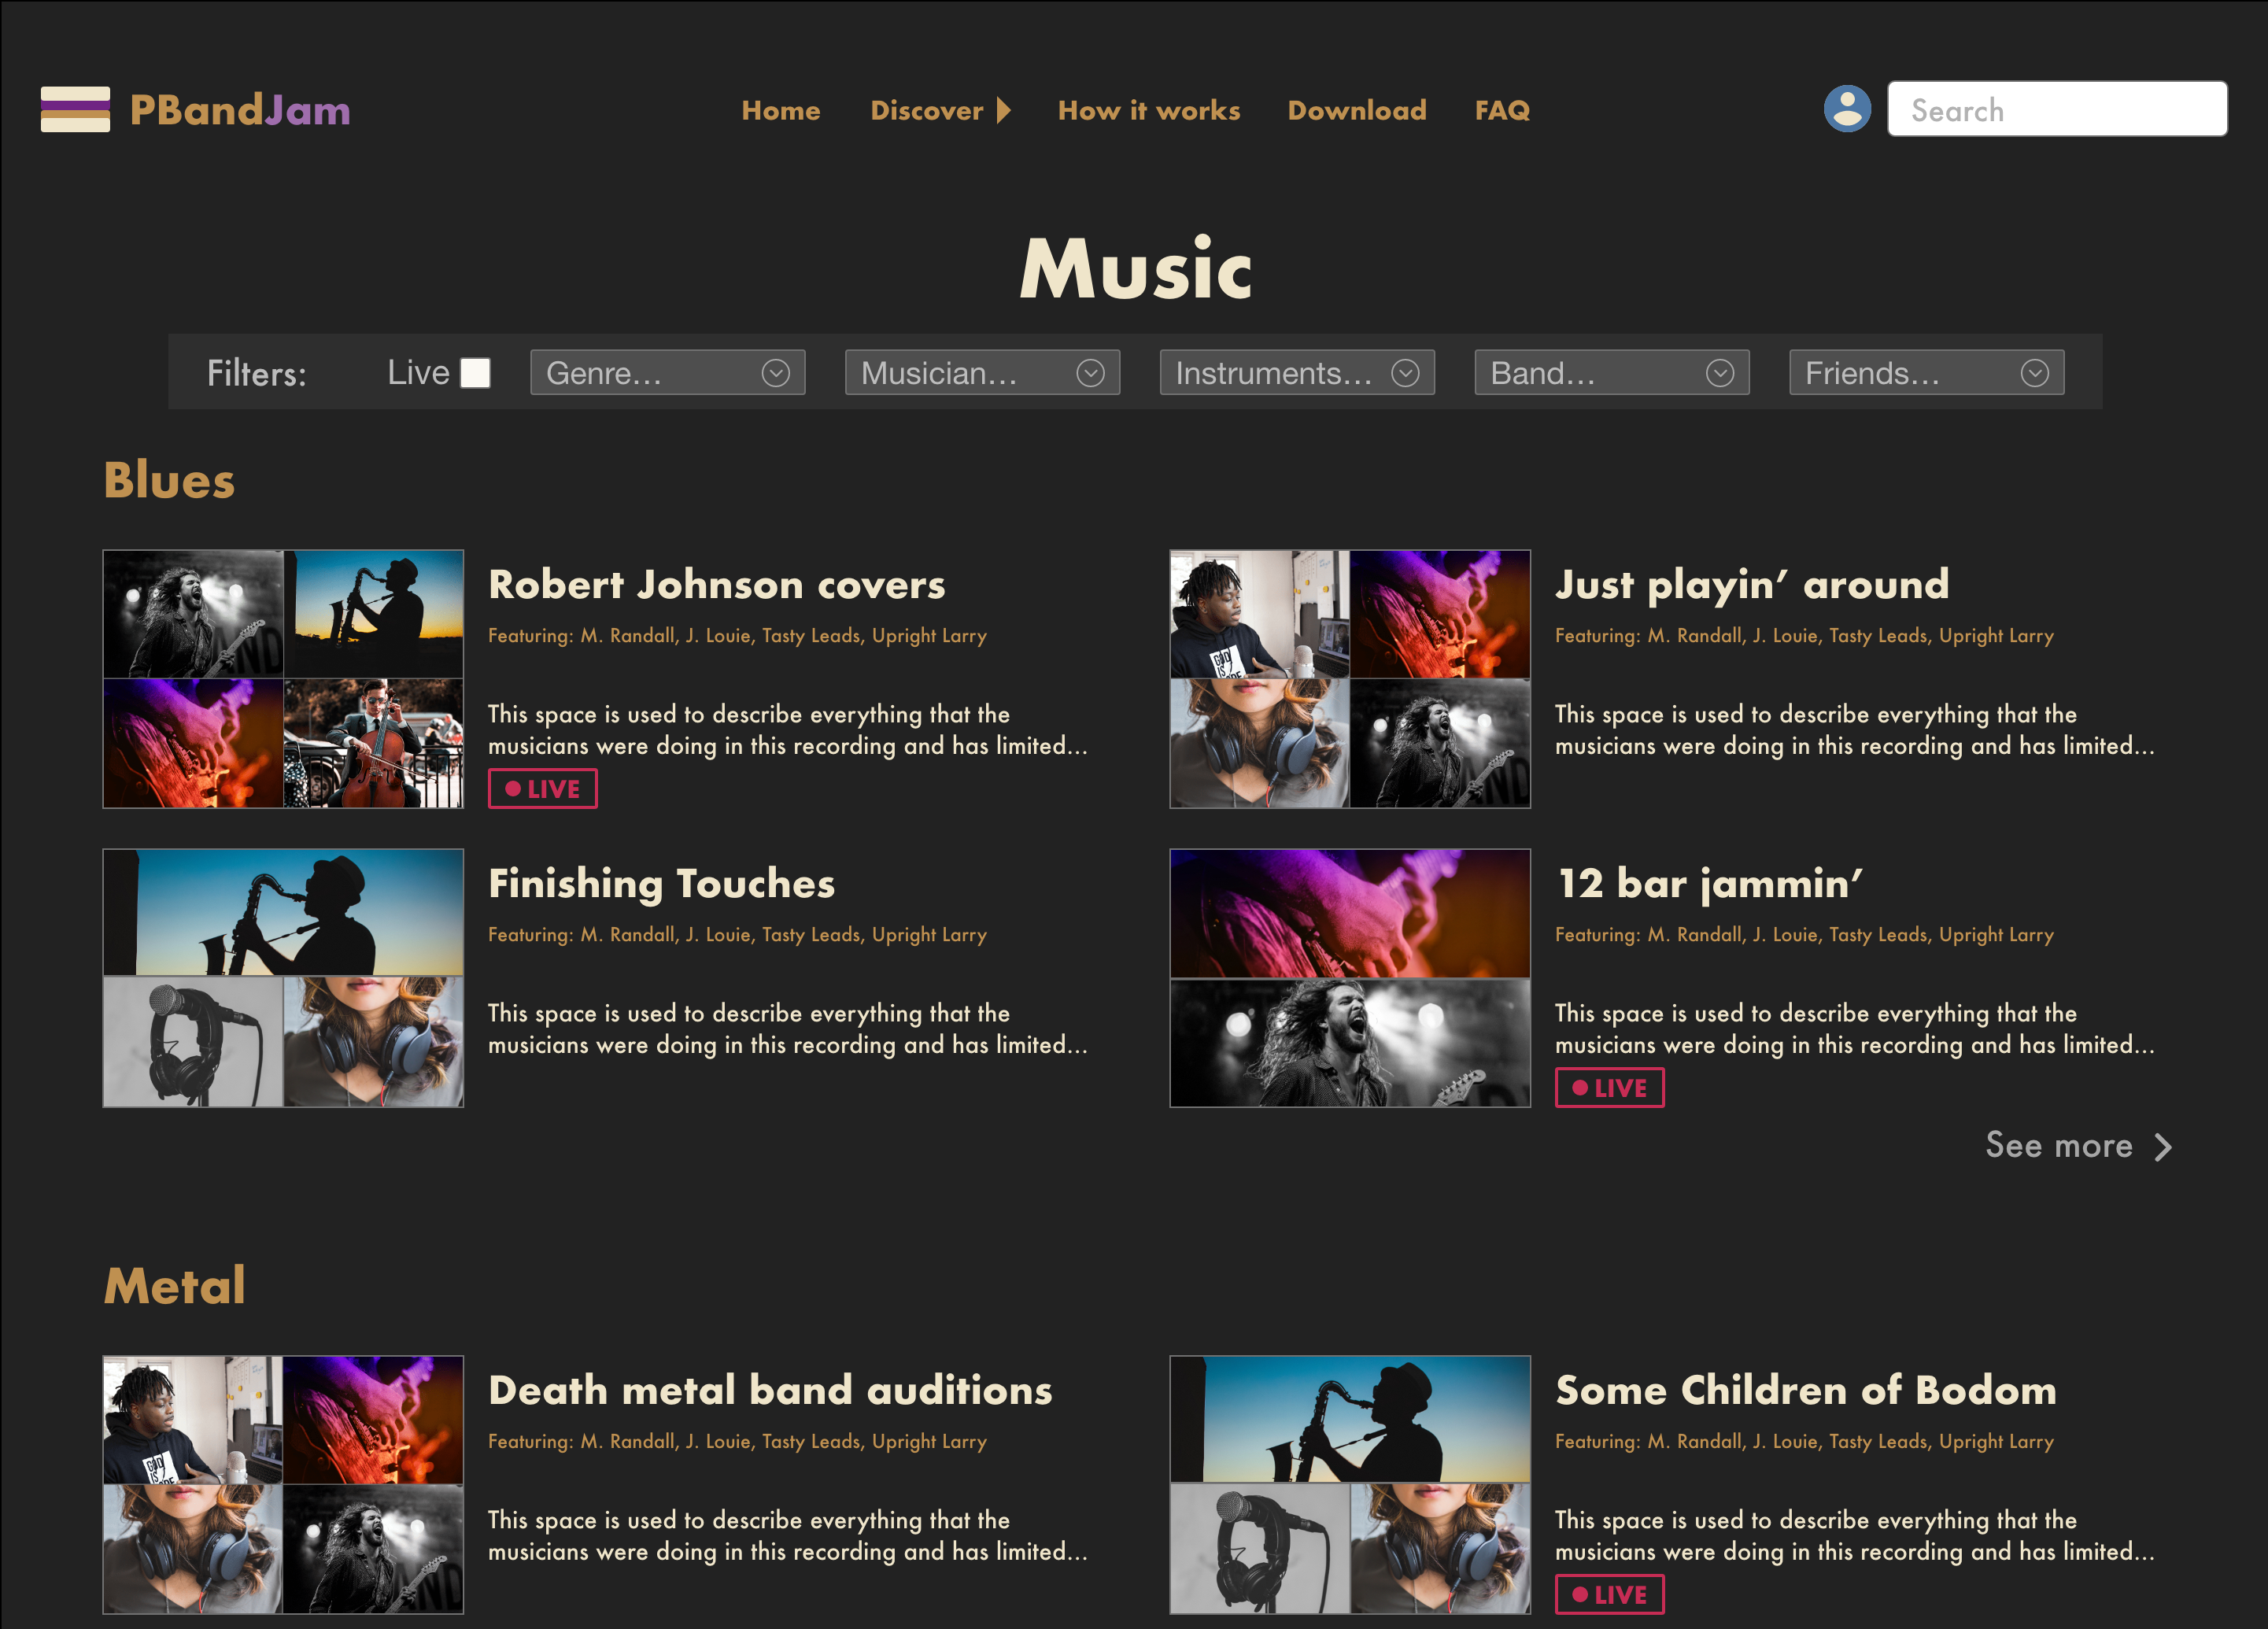 PBandJam
Home Discover How it works Download FAQ
Search
Music
Filters: Live Genre... Musician... Instruments... Band... Friends...
Blues
Robert Johnson covers
Featuring: M. Randall, J. Louie, Tasty Leads, Upright Larry
This space is used to describe everything that the
musicians were doing in this recording and has limited...
LIVE
Just playin’ around
Featuring: M. Randall, J. Louie, Tasty Leads, Upright Larry
This space is used to describe everything that the
musicians were doing in this recording and has limited...
Finishing Touches
Featuring: M. Randall, J. Louie, Tasty Leads, Upright Larry
This space is used to describe everything that the
musicians were doing in this recording and has limited...
12 bar jammin’
Featuring: M. Randall, J. Louie, Tasty Leads, Upright Larry
This space is used to describe everything that the
musicians were doing in this recording and has limited...
LIVE
See more
Metal
Death metal band auditions
Featuring: M. Randall, J. Louie, Tasty Leads, Upright Larry
This space is used to describe everything that the
musicians were doing in this recording and has limited...
Some Children of Bodom
Featuring: M. Randall, J. Louie, Tasty Leads, Upright Larry
This space is used to describe everything that the
musicians were doing in this recording and has limited...
LIVE